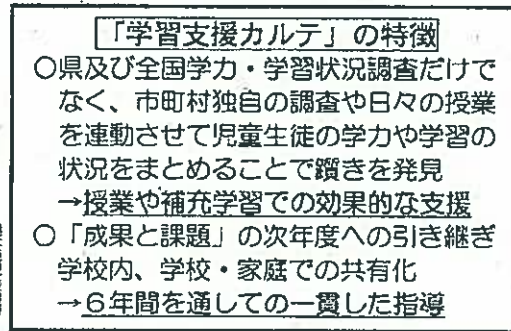 「学習支援カルテ」の特徴
○県及び全国学力・学習状況調査だけで
なく、市町村独自の調査や日々の授業
を連動させて児童生徒の学力や学習の
状況をまとめることで躓きを発見
→授業や補充学習での効果的な支援
○「成果と課題」の次年度への引き継ぎ
学校内、学校・家庭での共有化
→６年間を通しての一貫した指導